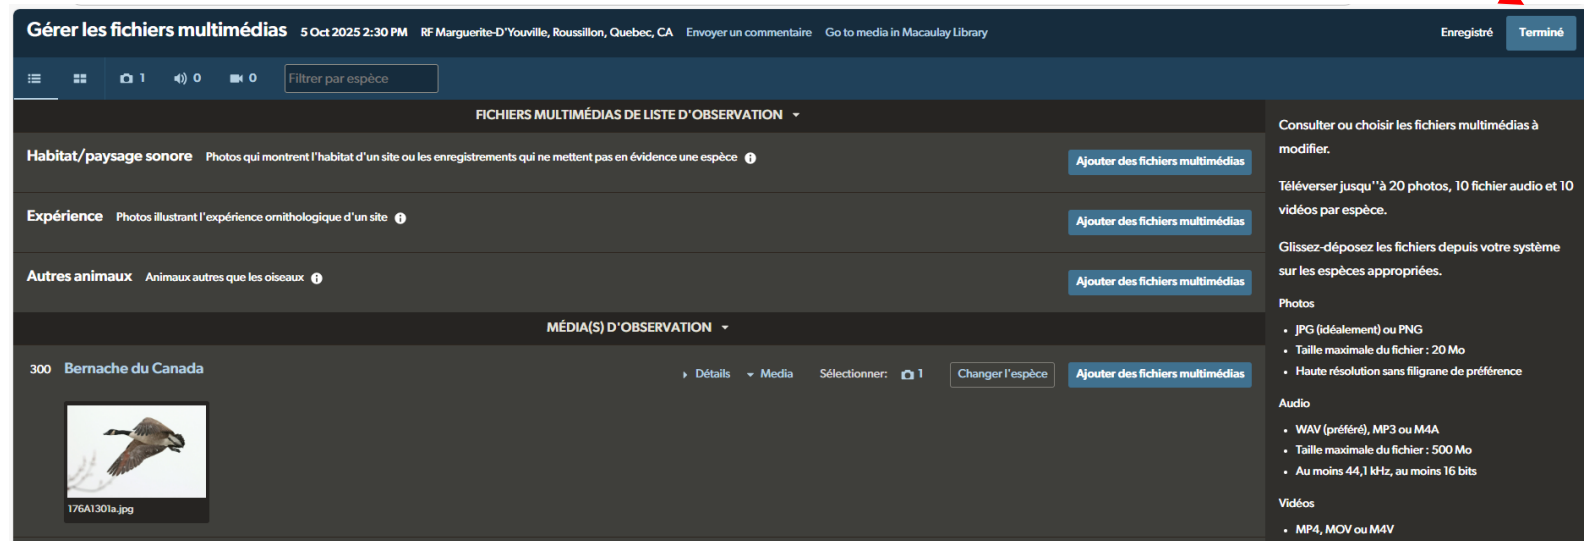 Gérer les fichiers multimédias 5 Oct 2025 2:30 PM RF Marguerite-D'Youville, Roussillon, Quebec, CA Envoyer un commentaire Go to media in Macaulay Library Enregistré Terminé
1 0 0 Filtrer par espèce
FICHIERS MULTIMÉDIAS DE LISTE D'OBSERVATION
Habitat/paysage sonore Photos qui montrent l'habitat d'un site ou les enregistrements qui ne mettent pas en évidence une espèce
Ajouter des fichiers multimédias
Expérience Photos illustrant l'expérience ornithologique d'un site
Ajouter des fichiers multimédias
Autres animaux Animaux autres que les oiseaux
Ajouter des fichiers multimédias
MÉDIA(S) D'OBSERVATION
300 Bernache du Canada Détails Media Sélectionner: 1 Changer l'espèce Ajouter des fichiers multimédias
176A1301a.jpg
Consulter ou choisir les fichiers multimédias à
modifier.
Téléverser jusqu''à 20 photos, 10 fichier audio et 10
vidéos par espèce.
Glissez-déposez les fichiers depuis votre système
sur les espèces appropriées.
Photos
• JPG (idéalement) ou PNG
• Taille maximale du fichier : 20 Mo
• Haute résolution sans filigrane de préférence
Audio
• WAV (préféré), MP3 ou M4A
• Taille maximale du fichier : 500 Mo
• Au moins 44,1 kHz, au moins 16 bits
Vidéos
• MP4, MOV ou M4V